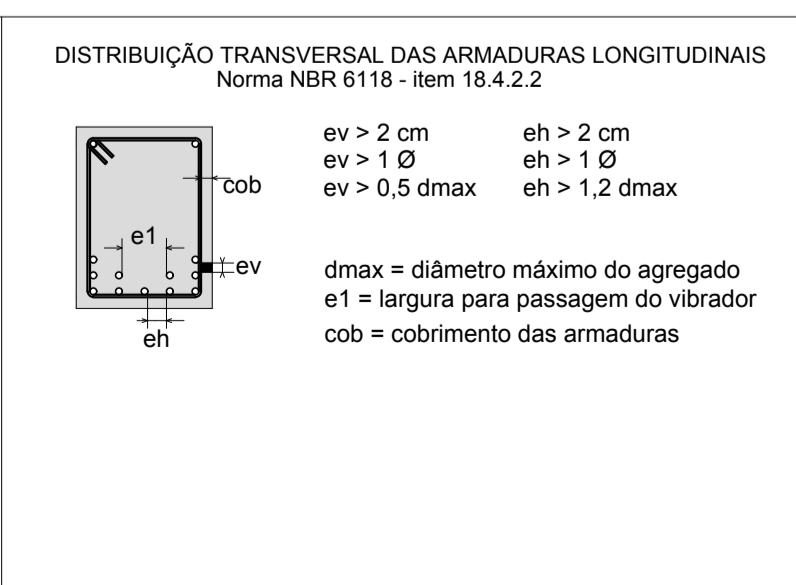 DISTRIBUIÇÃO TRANSVERSAL DAS ARMADURAS LONGITUDINAIS
Norma NBR 6118 - item 18.4.2.2
ev > 2 cm eh > 2 cm
ev > 1 Ø eh > 1 Ø
ev > 0,5 dmax eh > 1,2 dmax
cob
e1
ev
eh
dmax = diâmetro máximo do agregado
e1 = largura para passagem do vibrador
cob = cobrimento das armaduras